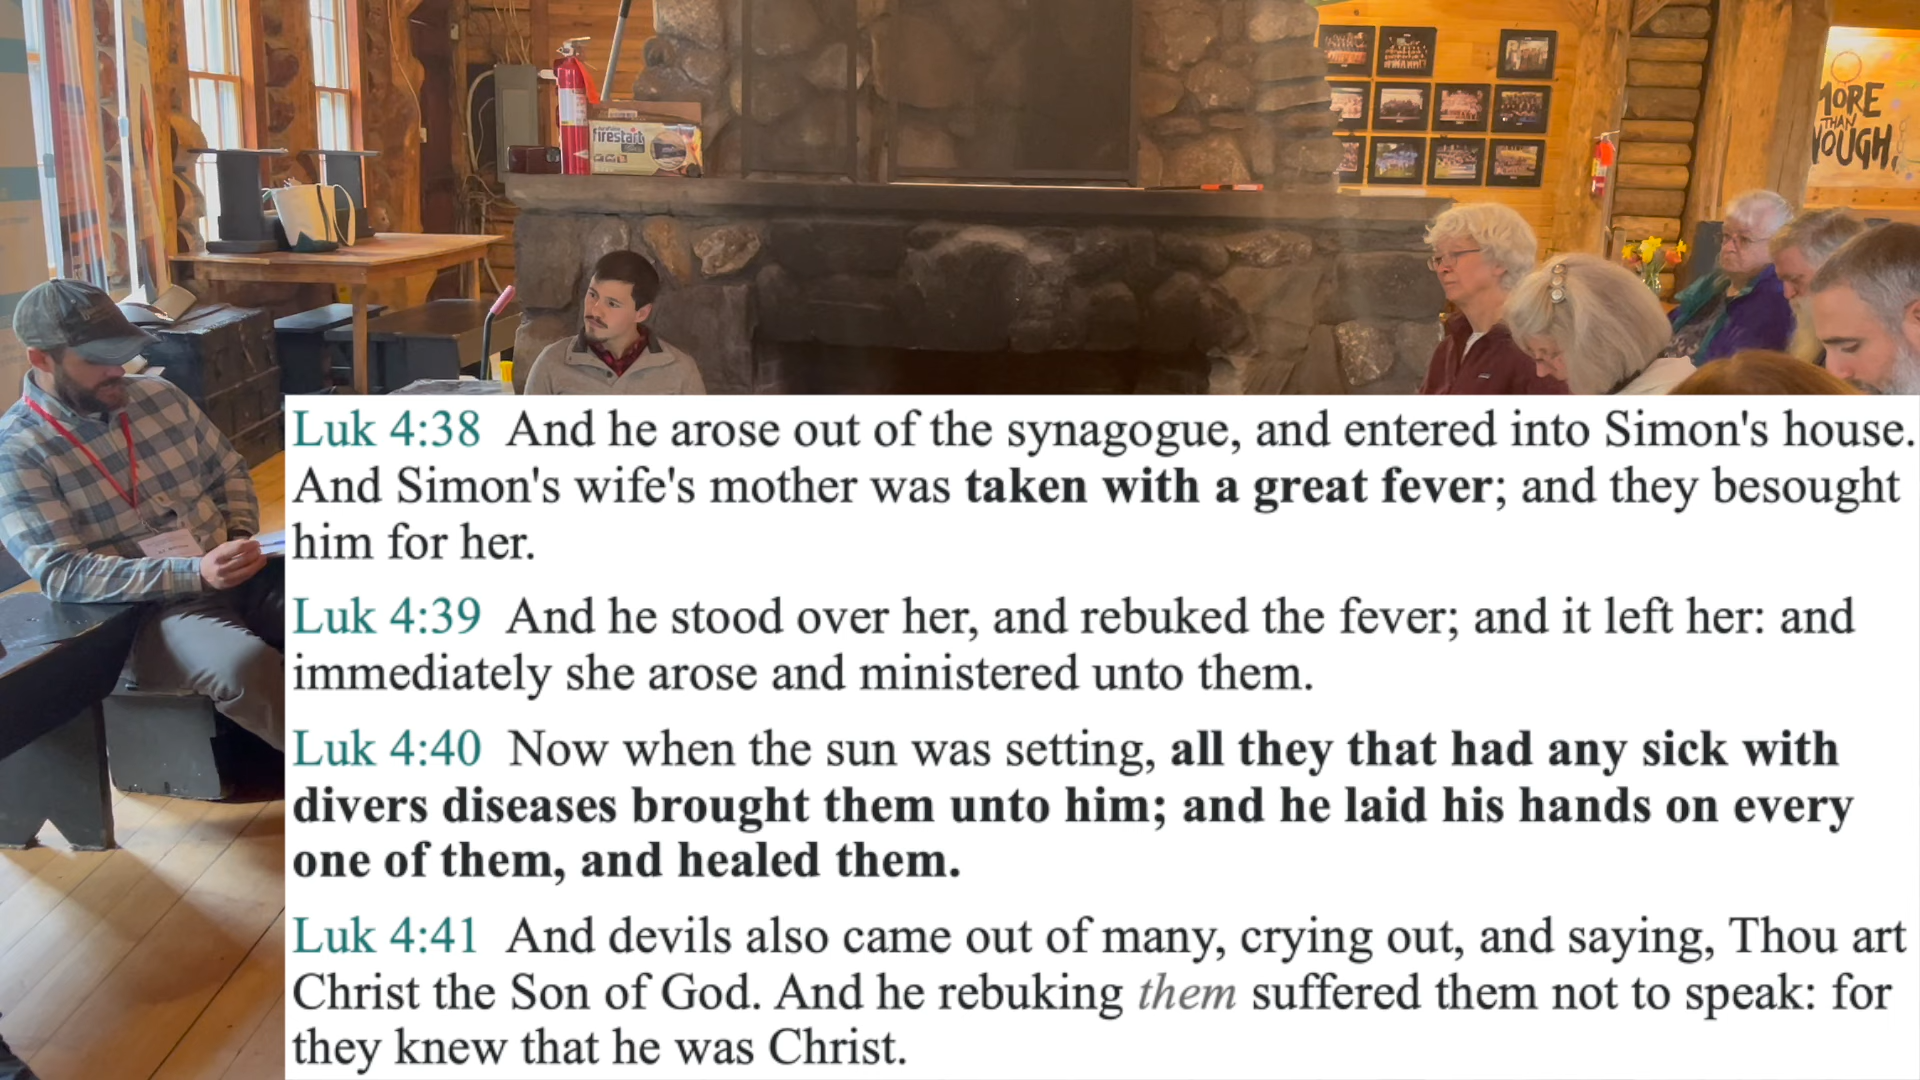 firestart
MORE
THAN
NOUGH.
Luk 4:38 And he arose out of the synagogue, and entered into Simon's house.
And Simon's wife's mother was taken with a great fever; and they besought
him for her.
Luk 4:39 And he stood over her, and rebuked the fever; and it left her: and
immediately she arose and ministered unto them.
Luk 4:40 Now when the sun was setting, all they that had any sick with
divers diseases brought them unto him; and he laid his hands on every
one of them, and healed them.
Luk 4:41 And devils also came out of many, crying out, and saying, Thou art
Christ the Son of God. And he rebuking them suffered them not to speak: for
they knew that he was Christ.